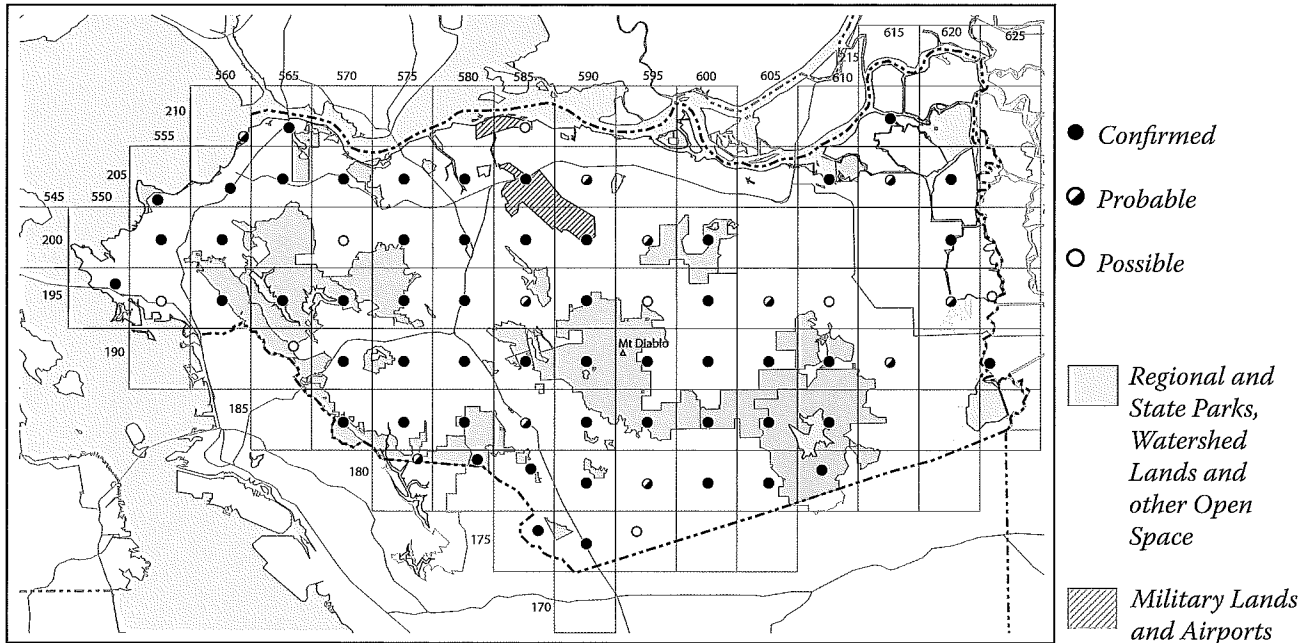 615 620 625
215
560 565 570 575 580 585 590 595 600 605 610
210
555
205
545 550
200
195
190
Mt Diablo
185
180
175
170
Confirmed
Probable
Possible
Regional and
State Parks,
Watershed
Lands and
other Open
Space
Military Lands
and Airports